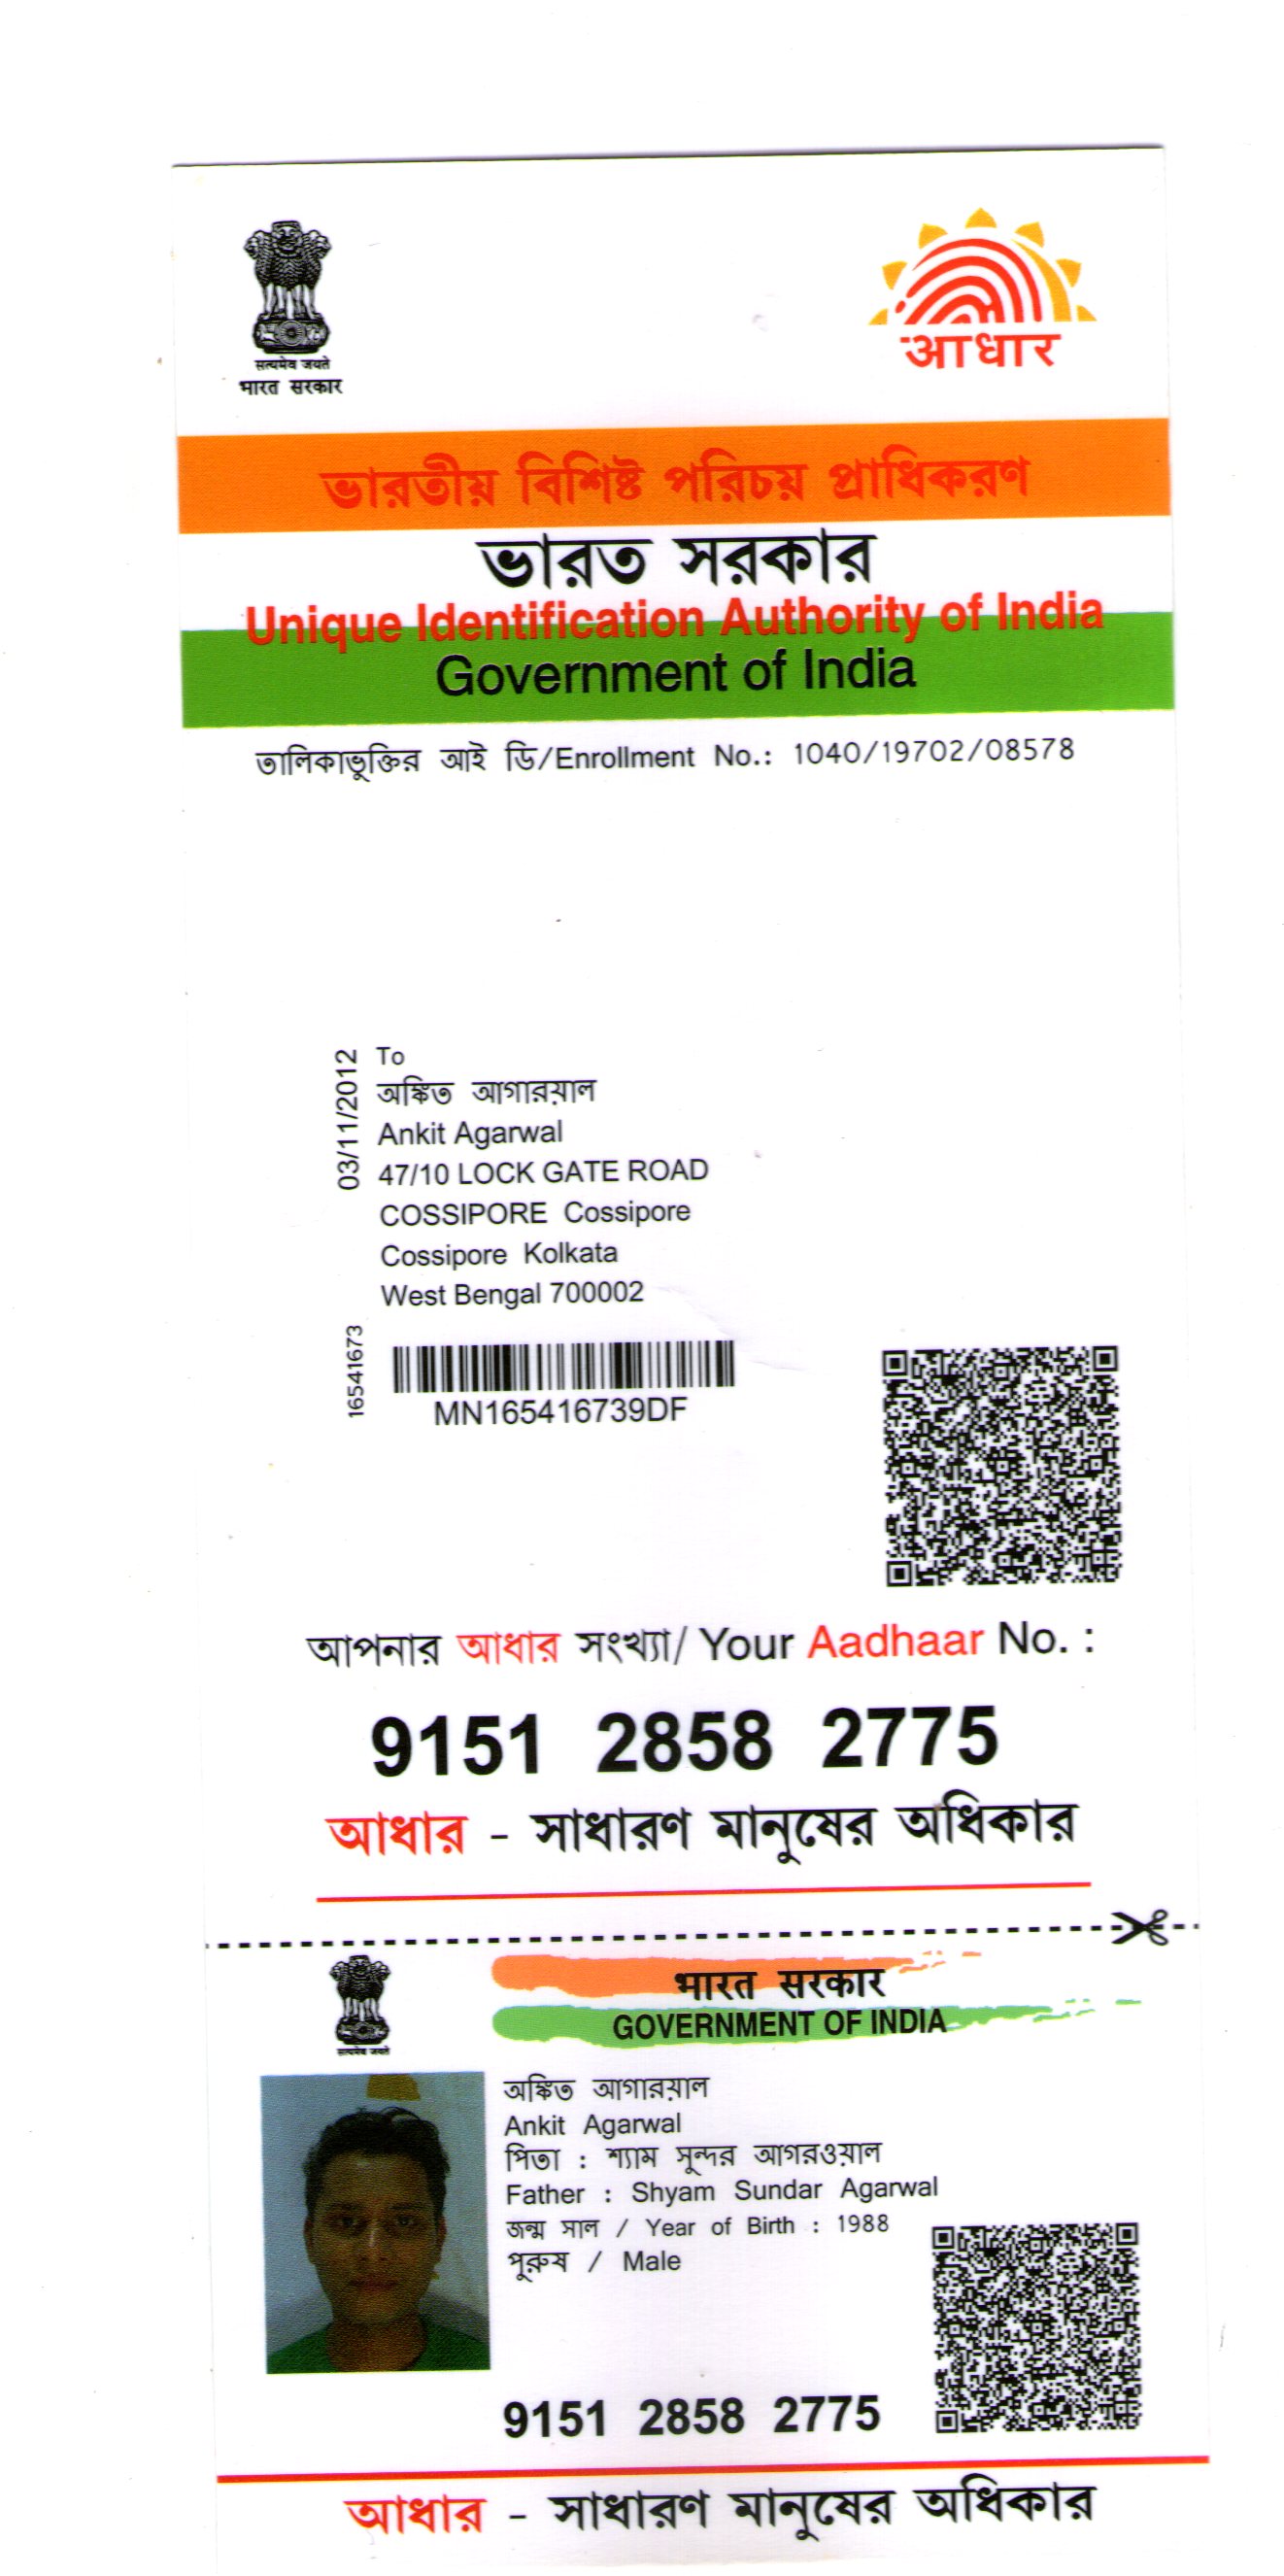 सत्यमेव जयते
भारत सरकार
आधार
ভারতীয় বিশিষ্ট পরিচয় প্রাধিকরণ
ভারত সরকার
Unique Identification Authority of India
Government of India
তালিকাভুক্তির আই ডি/Enrollment No.: 1040/19702/08578
03/11/2012
To
অঙ্কিত আগারয়াল
Ankit Agarwal
47/10 LOCK GATE ROAD
COSSIPORE Cossipore
Cossipore Kolkata
West Bengal 700002
16541673
MN165416739DF
আপনার আধার সংখ্যা/ Your Aadhaar No. :
9151 2858 2775
আধার - সাধারণ মানুষের অধিকার
सत्यमेव जयते
भारत सरकार
GOVERNMENT OF INDIA
অঙ্কিত আগারয়াল
Ankit Agarwal
পিতা : শ্যাম সুন্দর আগরওয়াল
Father : Shyam Sundar Agarwal
জন্ম সাল / Year of Birth : 1988
পুরুষ / Male
9151 2858 2775
আধার - সাধারণ মানুষের অধিকার